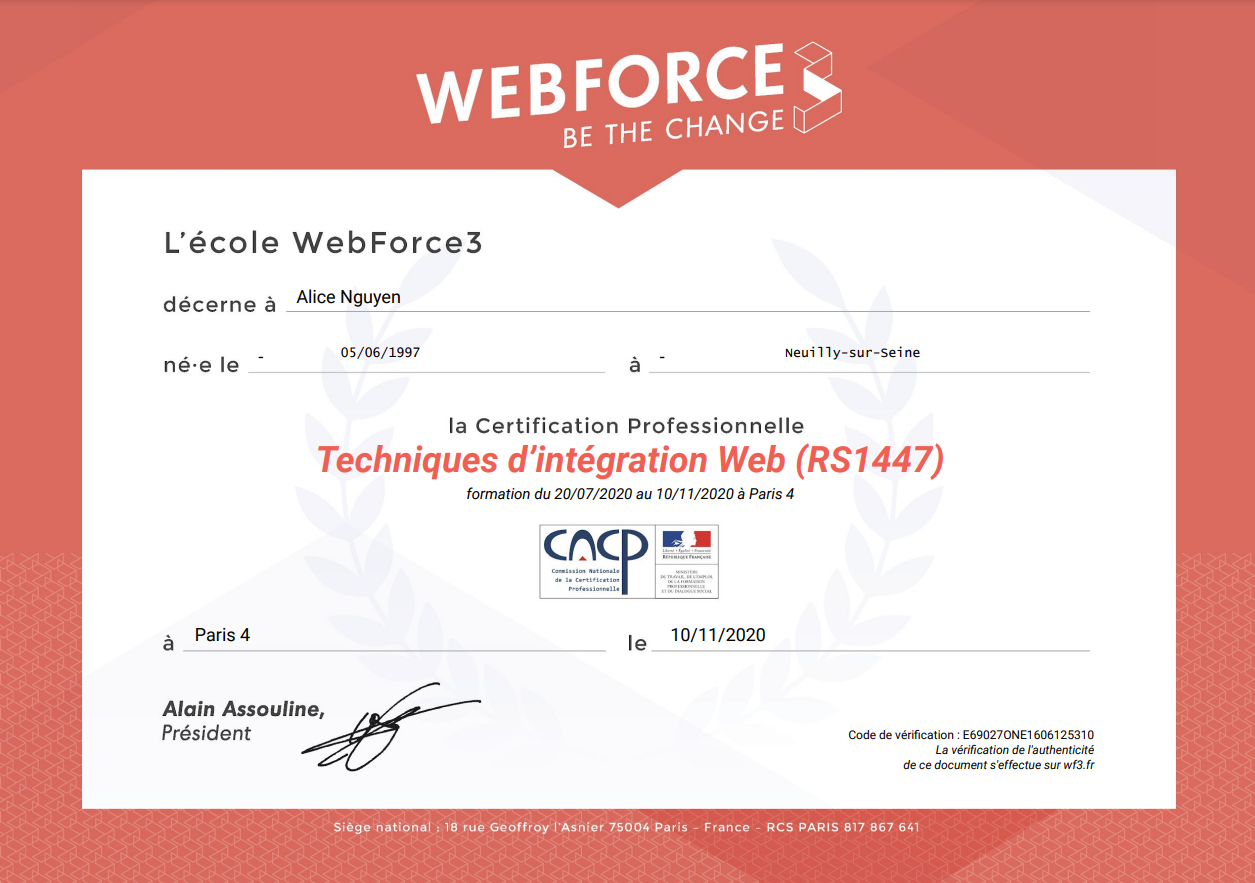 WEBFORCE3
BE THE CHANGE
L'école WebForce3
décerne à Alice Nguyen
né·e le - 05/06/1997 à - Neuilly-sur-Seine
la Certification Professionnelle
Techniques d'intégration Web (RS1447)
formation du 20/07/2020 au 10/11/2020 à Paris 4
CNCP
Commission Nationale
de la Certification
Professionnelle
Liberté • Égalité • Fraternité
RÉPUBLIQUE FRANÇAISE
MINISTÈRE
DU TRAVAIL, DE L'EMPLOI,
DE LA FORMATION
PROFESSIONNELLE
ET DU DIALOGUE SOCIAL
à Paris 4 le 10/11/2020
Alain Assouline,
Président
Code de vérification : E69027ONE1606125310
La vérification de l'authenticité
de ce document s'effectue sur wf3.fr
Siège national : 18 rue Geoffroy l'Asnier 75004 Paris – France – RCS PARIS 817 867 641